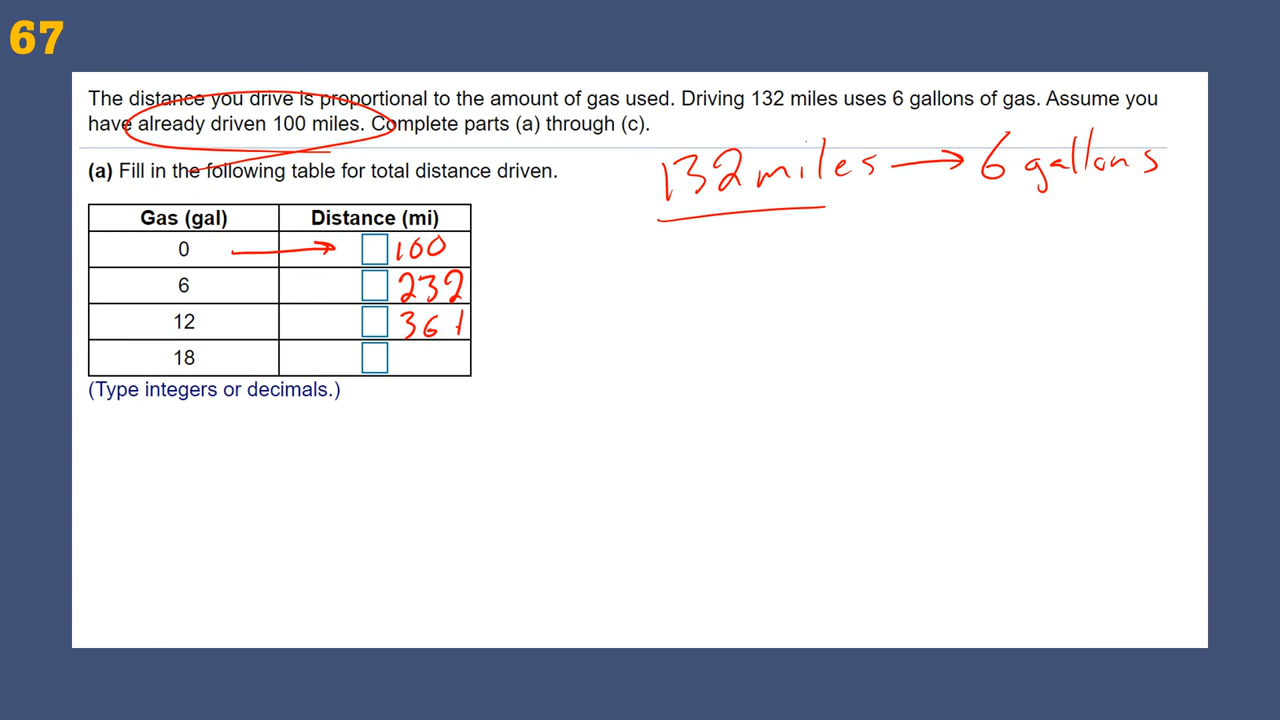 67
The distance you drive is proportional to the amount of gas used. Driving 132 miles uses 6 gallons of gas. Assume you
have already driven 100 miles. Complete parts (a) through (c).
132 miles → 6 gallons
(a) Fill in the following table for total distance driven.
Gas (gal) Distance (mi)
0 → 100
6 232
12 361
18
(Type integers or decimals.)